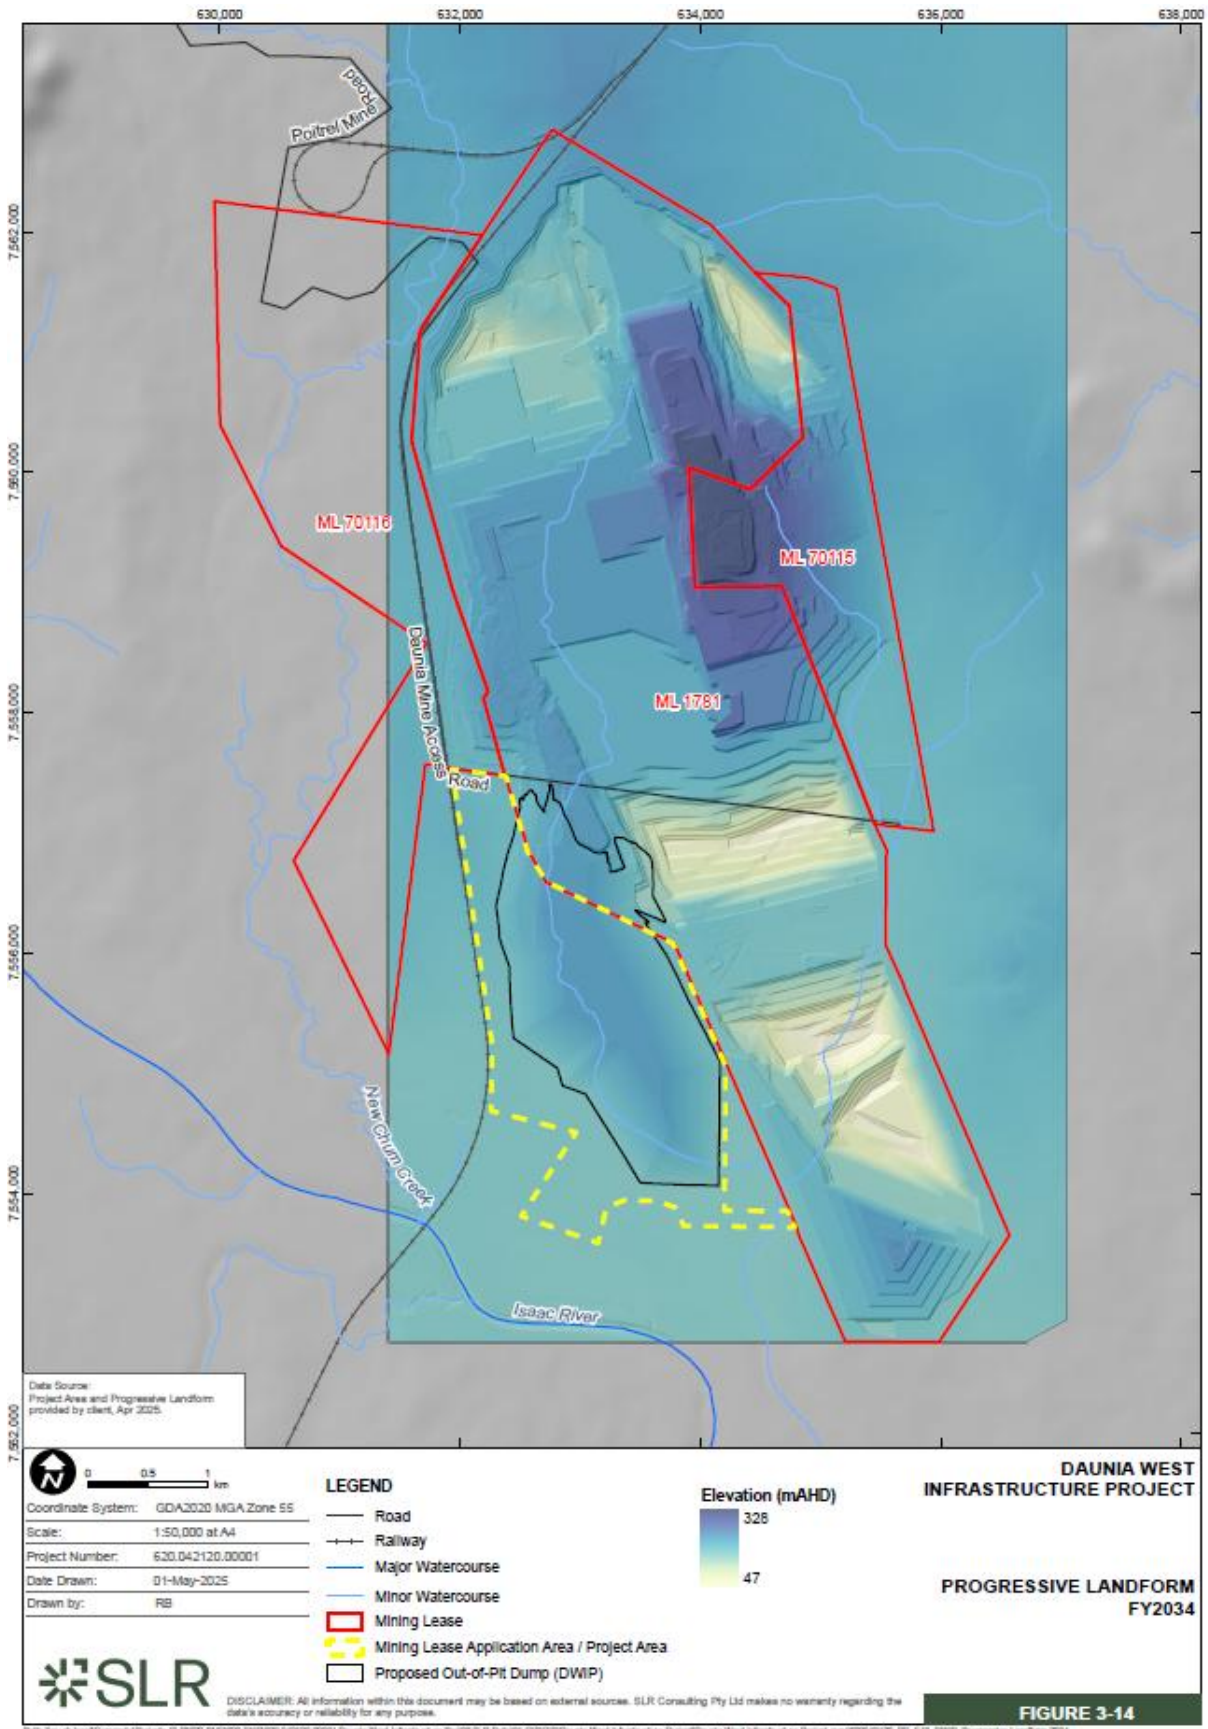 630,000
632,000
634,000
636,000
638,000
7,562,000
7,560,000
7,558,000
7,556,000
7,554,000
7,552,000
Poitrel Mine
Road
ML 70116
ML 70115
Daunia Mine Access
Road
ML 1781
New Chum Creek
Isaac River
Data Source:
Project Area and Progressive Landform
provided by client, Apr 2025.
N
0 0.5 1
km
Coordinate System: GDA2020 MGA Zone 55
Scale: 1:50,000 at A4
Project Number: 620.042120.00001
Date Drawn: 01-May-2025
Drawn by: RB
SLR
LEGEND
Road
Railway
Major Watercourse
Minor Watercourse
Mining Lease
Mining Lease Application Area / Project Area
Proposed Out-of-Pit Dump (DWIP)
Elevation (mAHD)
328
47
DAUNIA WEST
INFRASTRUCTURE PROJECT
PROGRESSIVE LANDFORM
FY2034
DISCLAIMER: All information within this document may be based on external sources. SLR Consulting Pty Ltd makes no warranty regarding the
data's accuracy or reliability for any purpose.
FIGURE 3-14